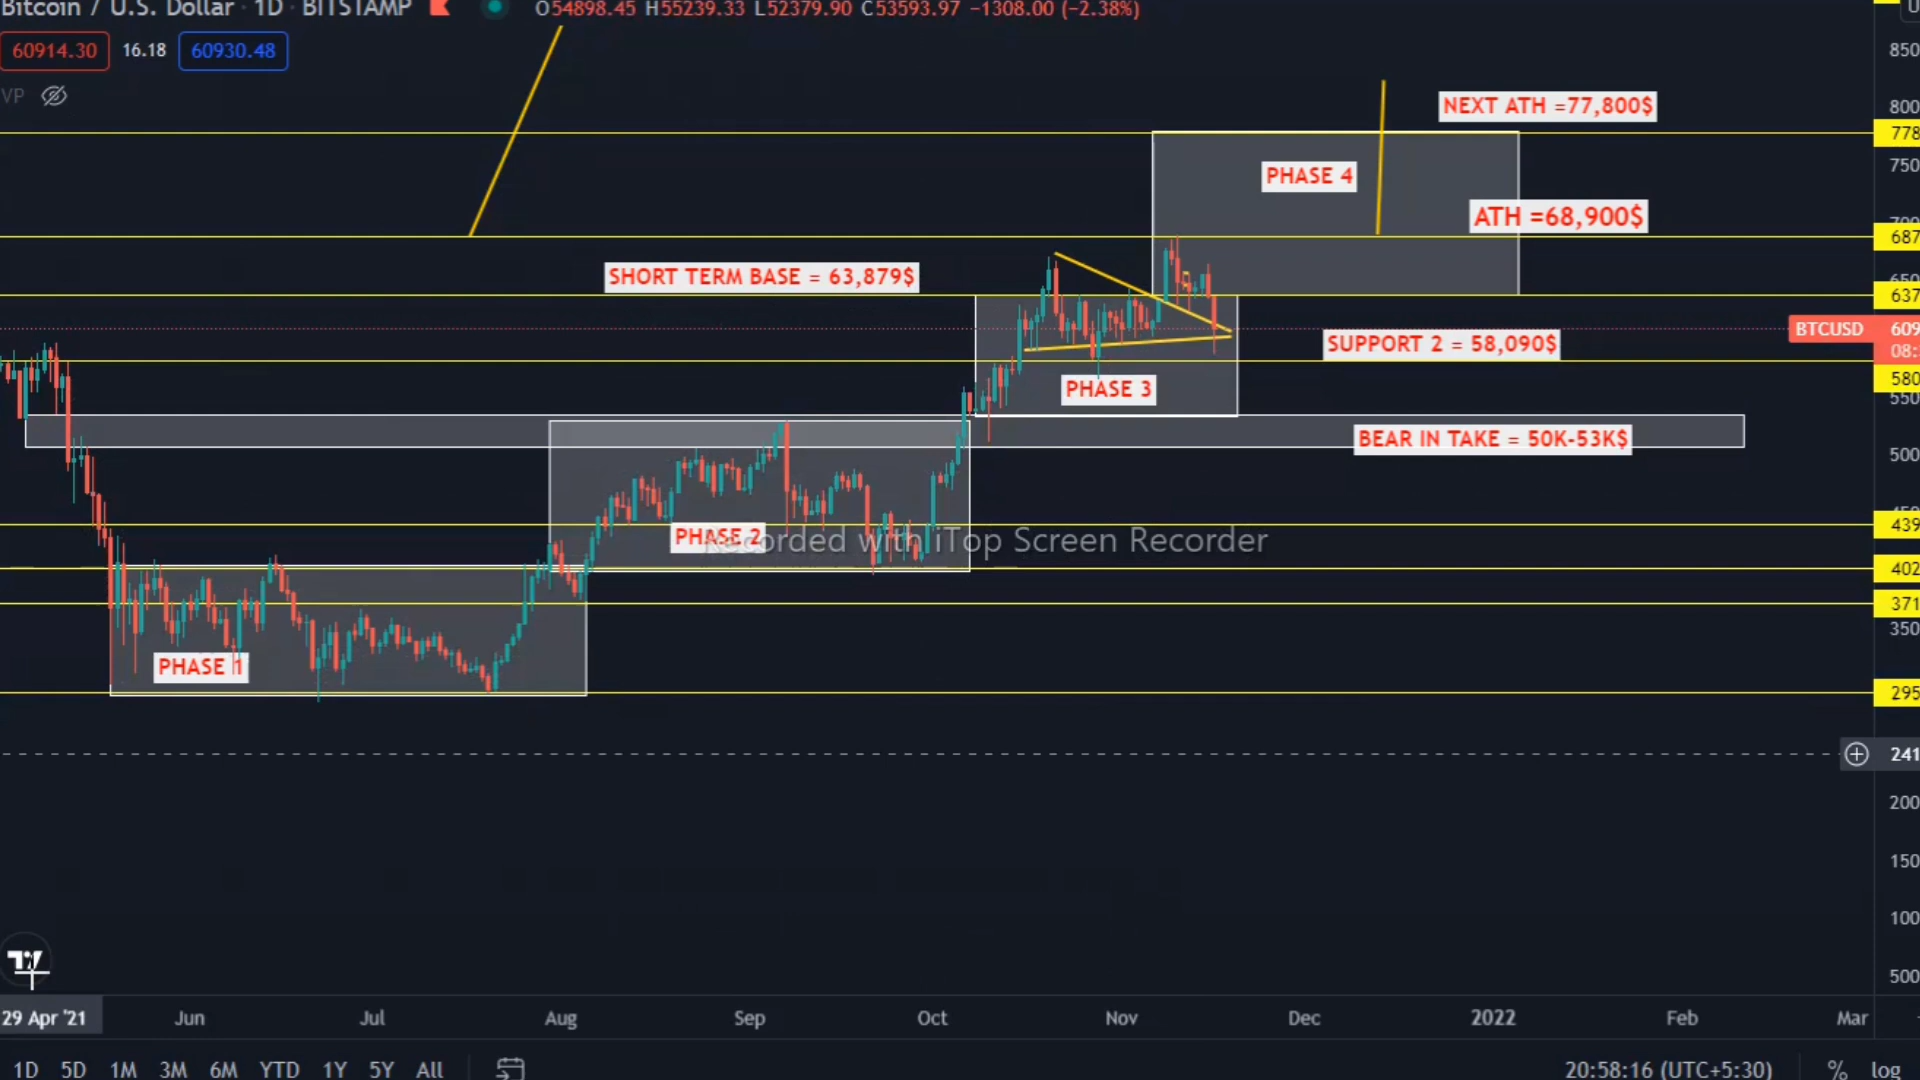 Bitcoin / U.S. Dollar · 1D · BITSTAMP O54898.45 H55239.33 L52379.90 C53593.97 −1308.00 (−2.38%)
60914.30 16.18 60930.48
VP
850
NEXT ATH =77,800$
800
778
PHASE 4
750
ATH =68,900$
687
SHORT TERM BASE = 63,879$
650
637
BTCUSD 609
SUPPORT 2 = 58,090$
08:
580
PHASE 3
550
BEAR IN TAKE = 50K-53K$
500
439
PHASE 2
Recorded with iTop Screen Recorder
402
371
350
PHASE 1
295
241
200
150
100
500
29 Apr '21 Jun Jul Aug Sep Oct Nov Dec 2022 Feb Mar
1D 5D 1M 3M 6M YTD 1Y 5Y All 20:58:16 (UTC+5:30) % log